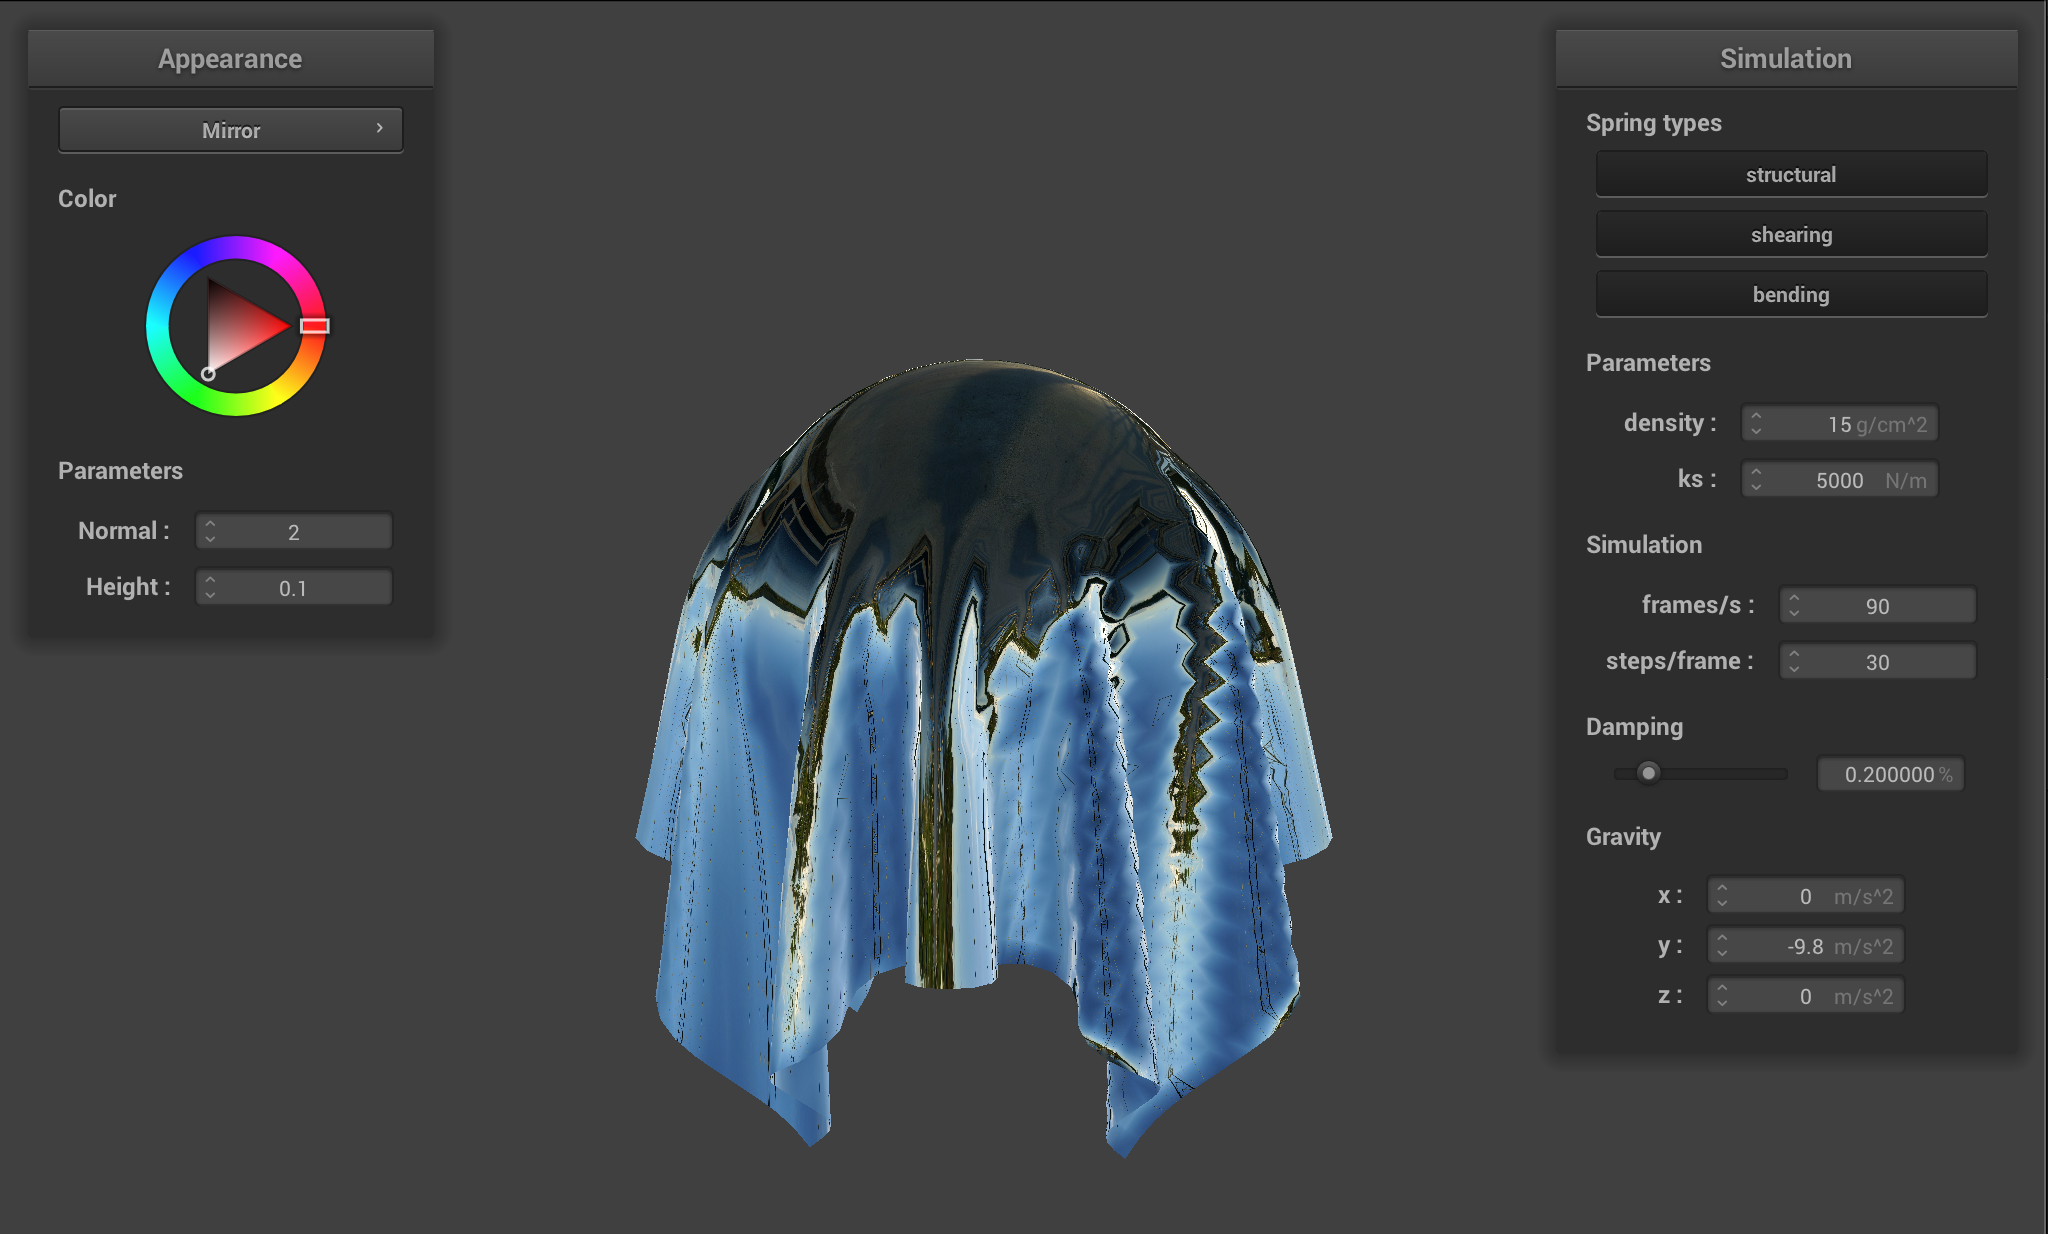 Appearance
Mirror
Color
Parameters
Normal : 2
Height : 0.1
Simulation
Spring types
structural
shearing
bending
Parameters
density : 15 g/cm^2
ks : 5000 N/m
Simulation
frames/s : 90
steps/frame : 30
Damping
0.200000 %
Gravity
x : 0 m/s^2
y : -9.8 m/s^2
z : 0 m/s^2